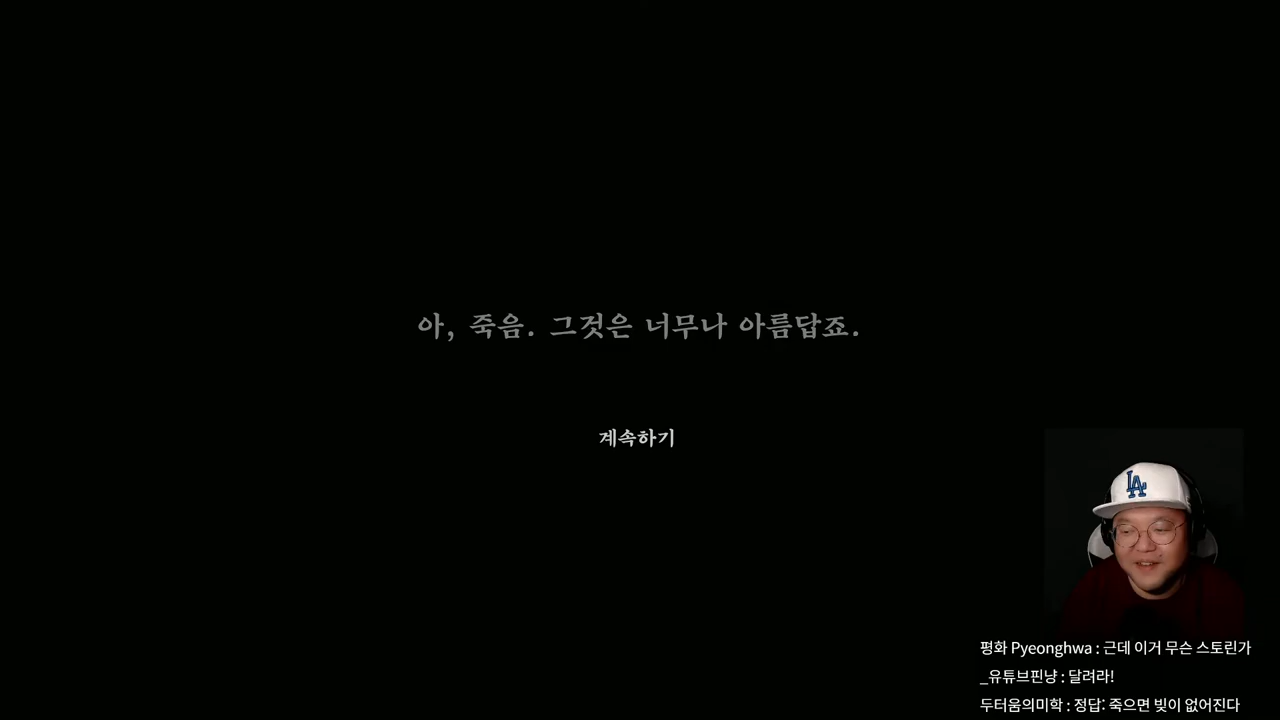 아, 죽음. 그것은 너무나 아름답죠.
계속하기
LA
평화 Pyeonghwa : 근데 이거 무슨 스토린가
_유튜브핀냥 : 달려라!
두터움의미학 : 정답: 죽으면 빚이 없어진다